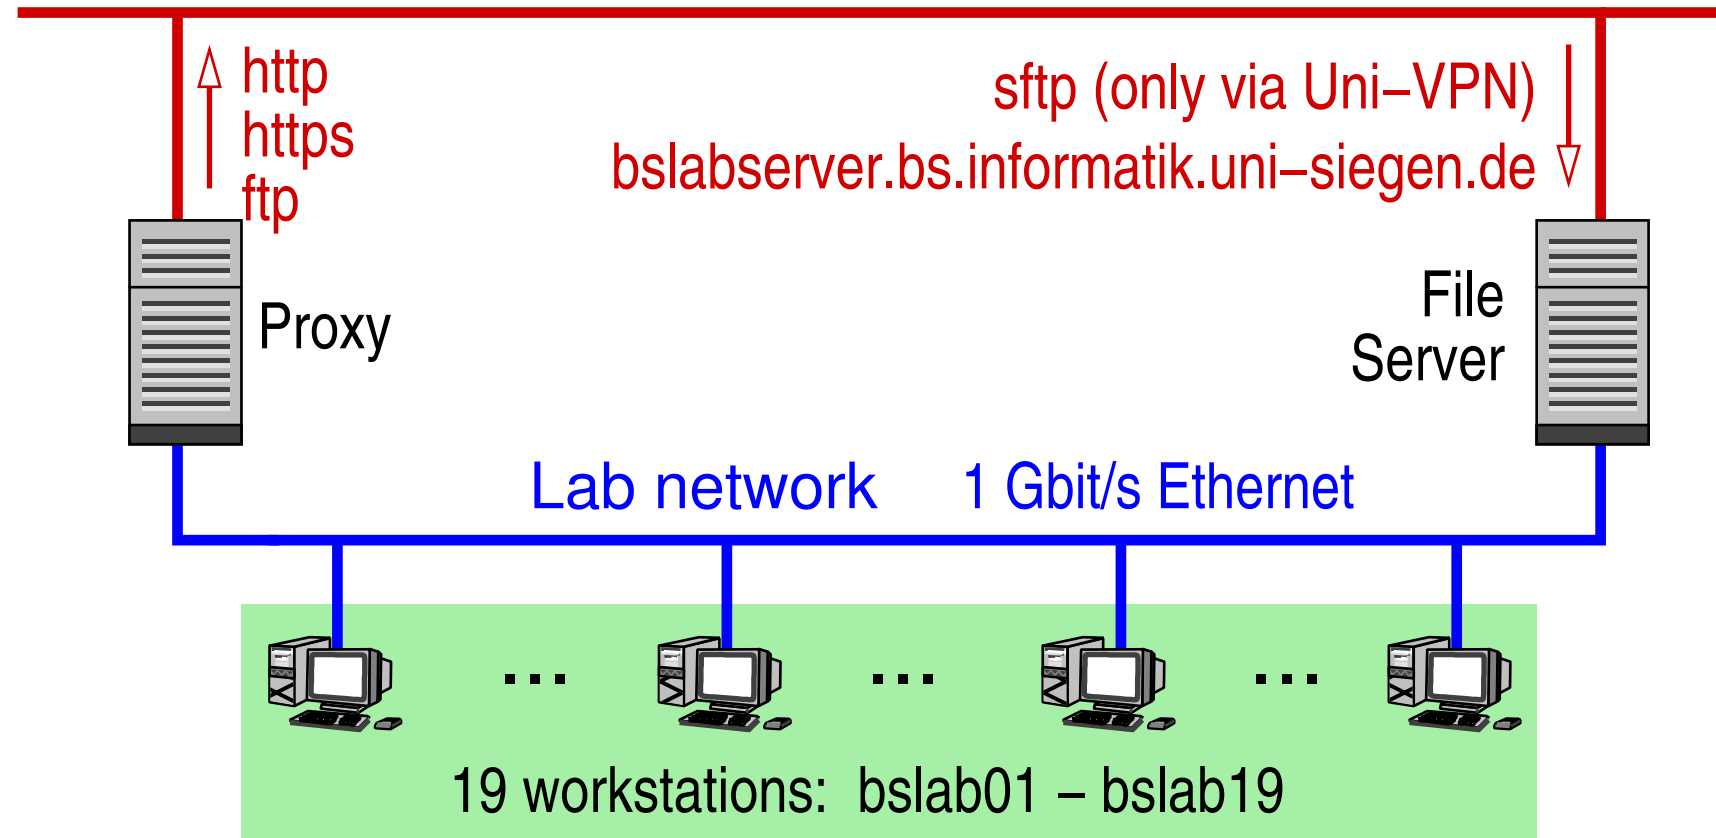 http
https
ftp
sftp (only via Uni–VPN)
bslabserver.bs.informatik.uni–siegen.de
Proxy
File
Server
Lab network 1 Gbit/s Ethernet
... ... ...
19 workstations: bslab01 – bslab19